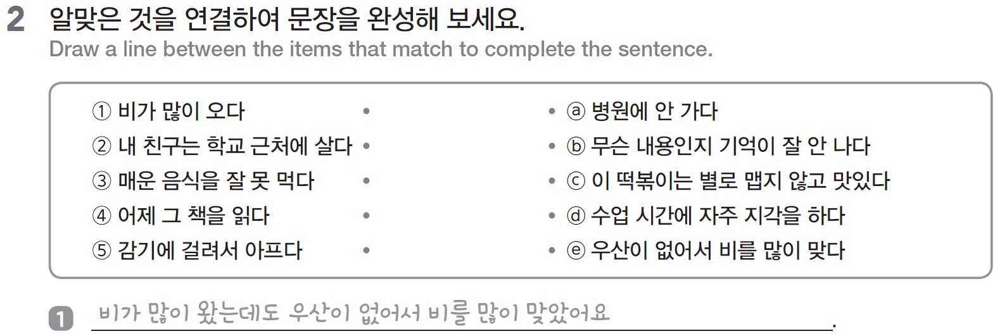 2 알맞은 것을 연결하여 문장을 완성해 보세요.
Draw a line between the items that match to complete the sentence.
① 비가 많이 오다 • • ⓐ 병원에 안 가다
② 내 친구는 학교 근처에 살다 • • ⓑ 무슨 내용인지 기억이 잘 안 나다
③ 매운 음식을 잘 못 먹다 • • ⓒ 이 떡볶이는 별로 맵지 않고 맛있다
④ 어제 그 책을 읽다 • • ⓓ 수업 시간에 자주 지각을 하다
⑤ 감기에 걸려서 아프다 • • ⓔ 우산이 없어서 비를 많이 맞다
1 비가 많이 왔는데도 우산이 없어서 비를 많이 맞았어요.